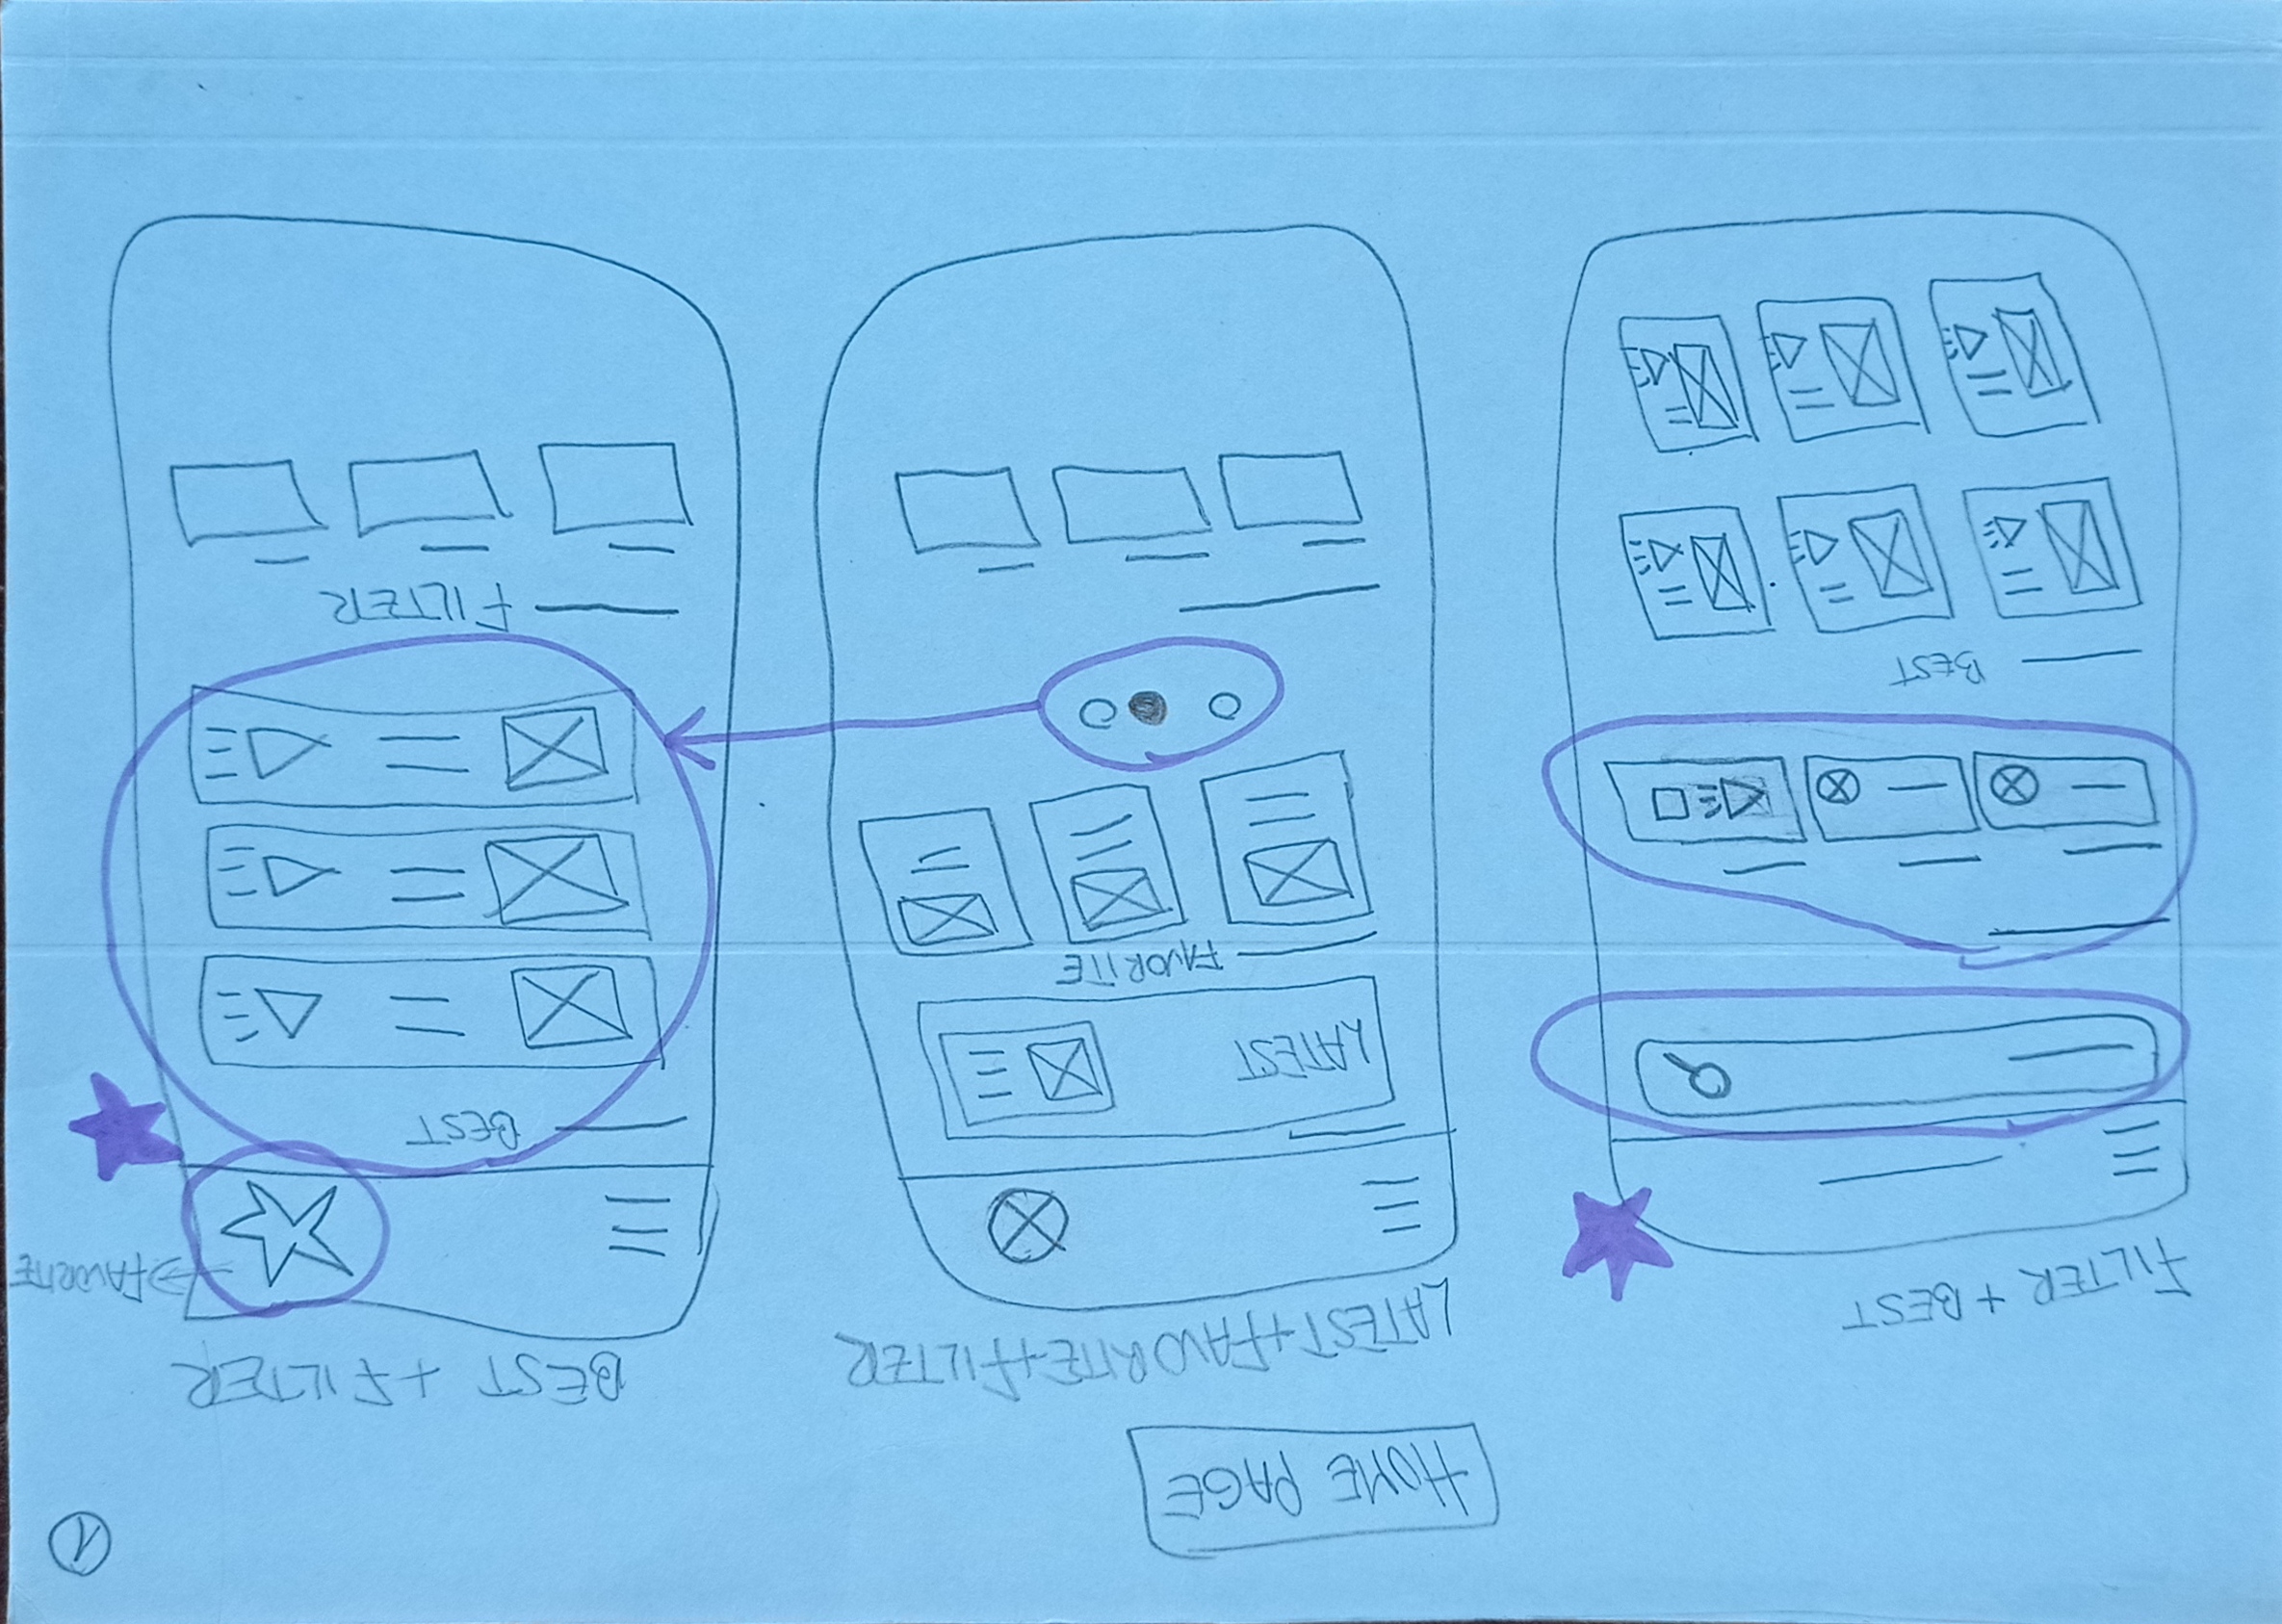 1
HOME PAGE
FILTER + BEST
BEST
LATEST+FAVORITE+FILTER
LATEST
FAVORITE
BEST + FILTER
→FAVORITE
BEST
FILTER